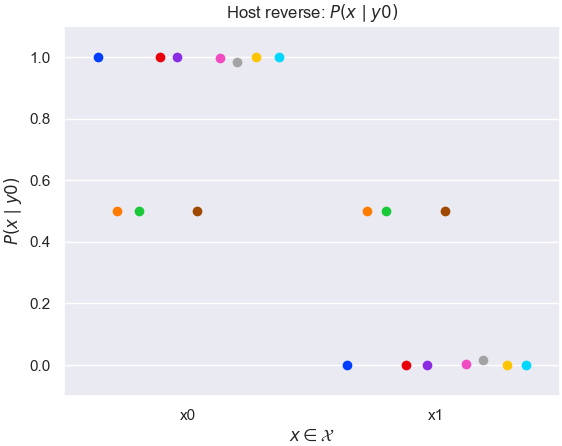 Host reverse: P(x | y0)
P(x | y0)
1.0
0.8
0.6
0.4
0.2
0.0
x0 x1
x ∈ 𝒳